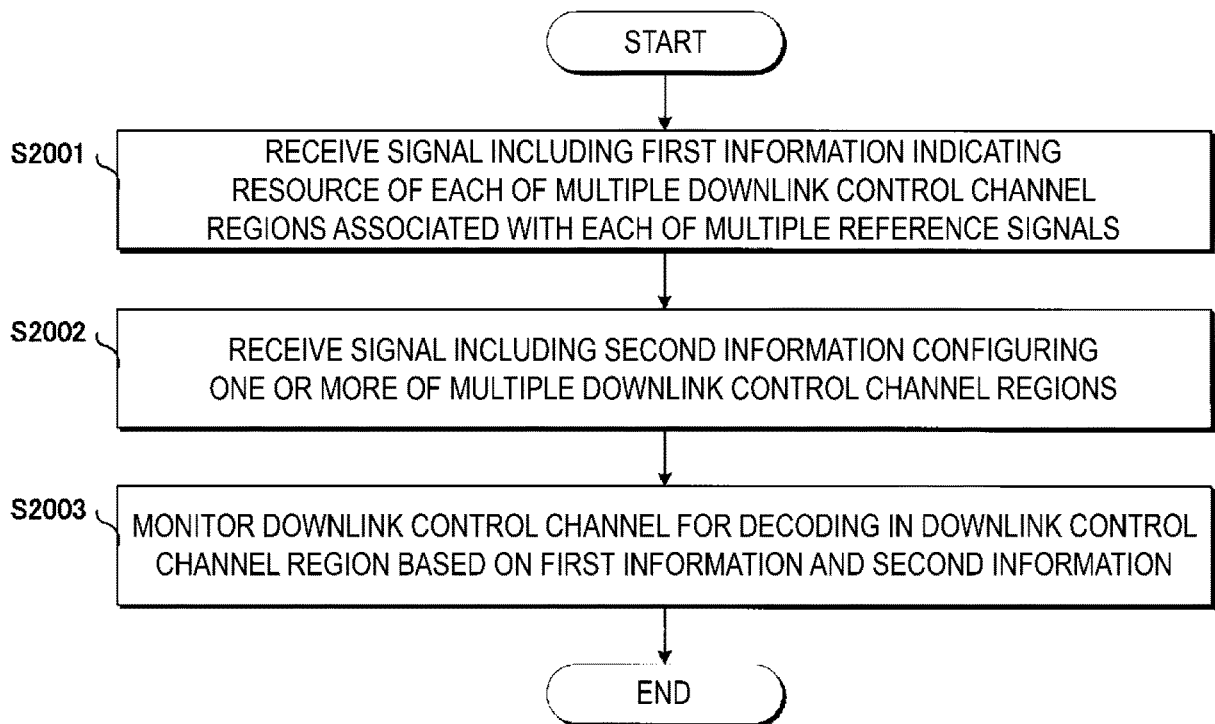 START
S2001
RECEIVE SIGNAL INCLUDING FIRST INFORMATION INDICATING
RESOURCE OF EACH OF MULTIPLE DOWNLINK CONTROL CHANNEL
REGIONS ASSOCIATED WITH EACH OF MULTIPLE REFERENCE SIGNALS
S2002
RECEIVE SIGNAL INCLUDING SECOND INFORMATION CONFIGURING
ONE OR MORE OF MULTIPLE DOWNLINK CONTROL CHANNEL REGIONS
S2003
MONITOR DOWNLINK CONTROL CHANNEL FOR DECODING IN DOWNLINK CONTROL
CHANNEL REGION BASED ON FIRST INFORMATION AND SECOND INFORMATION
END